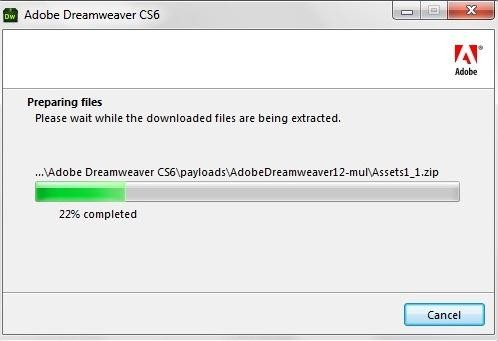 Dw Adobe Dreamweaver CS6
Adobe®
Preparing files
Please wait while the downloaded files are being extracted.
...\Adobe Dreamweaver CS6\payloads\AdobeDreamweaver12-mul\Assets1_1.zip
22% completed
Cancel